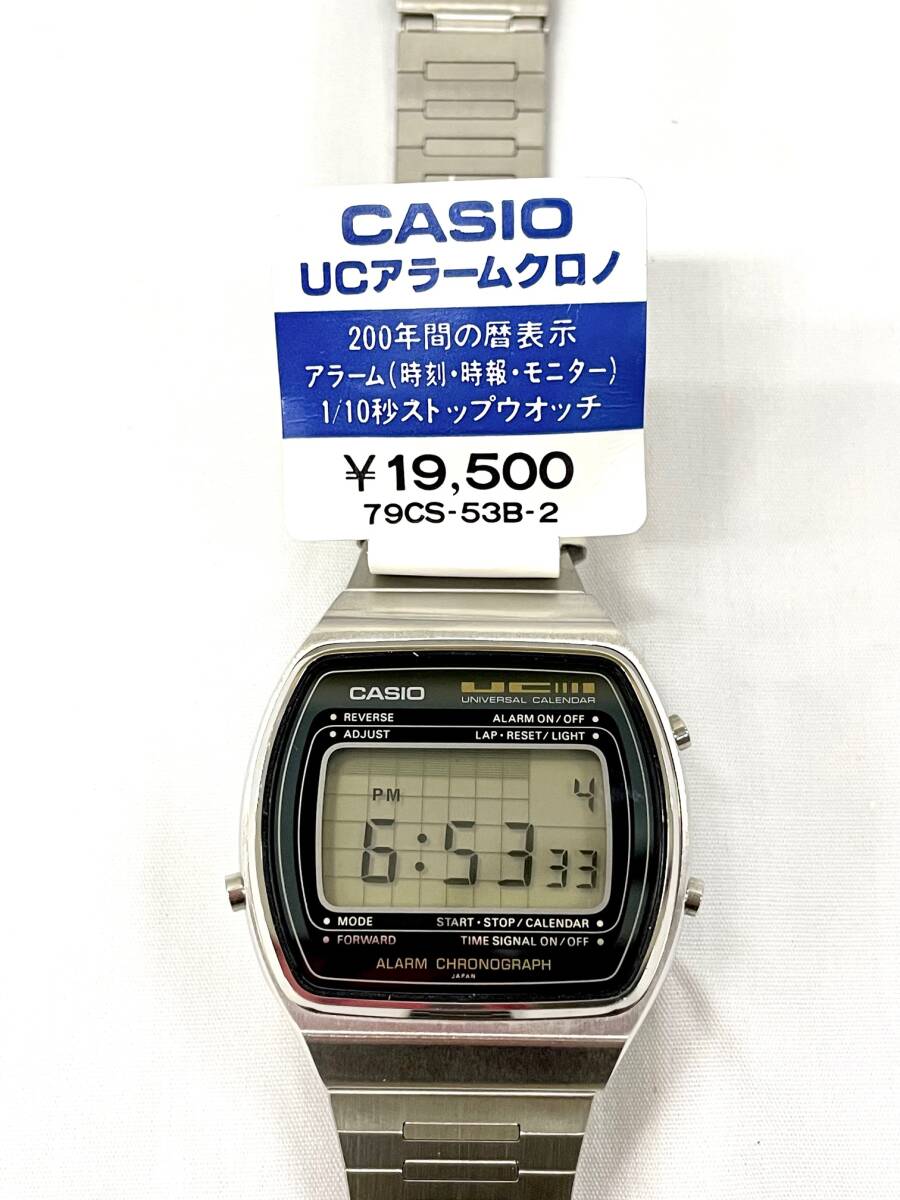 CASIO
UCアラームクロノ
200年間の暦表示
アラーム(時刻・時報・モニター)
1/10秒ストップウオッチ
¥19,500
79CS-53B-2
CASIO UC
UNIVERSAL CALENDAR
REVERSE ALARM ON/OFF
ADJUST LAP・RESET/LIGHT
PM 4
6:53 33
MODE START・STOP/CALENDAR
FORWARD TIME SIGNAL ON/OFF
ALARM CHRONOGRAPH
JAPAN